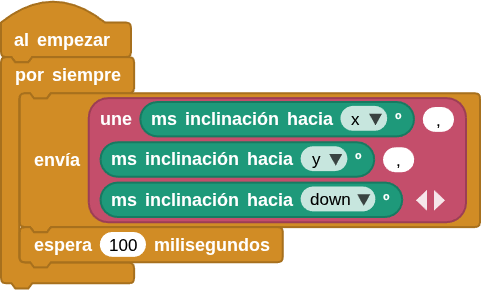 al empezar
por siempre
une ms inclinación hacia x º ,
envía ms inclinación hacia y º ,
ms inclinación hacia down º
espera 100 milisegundos